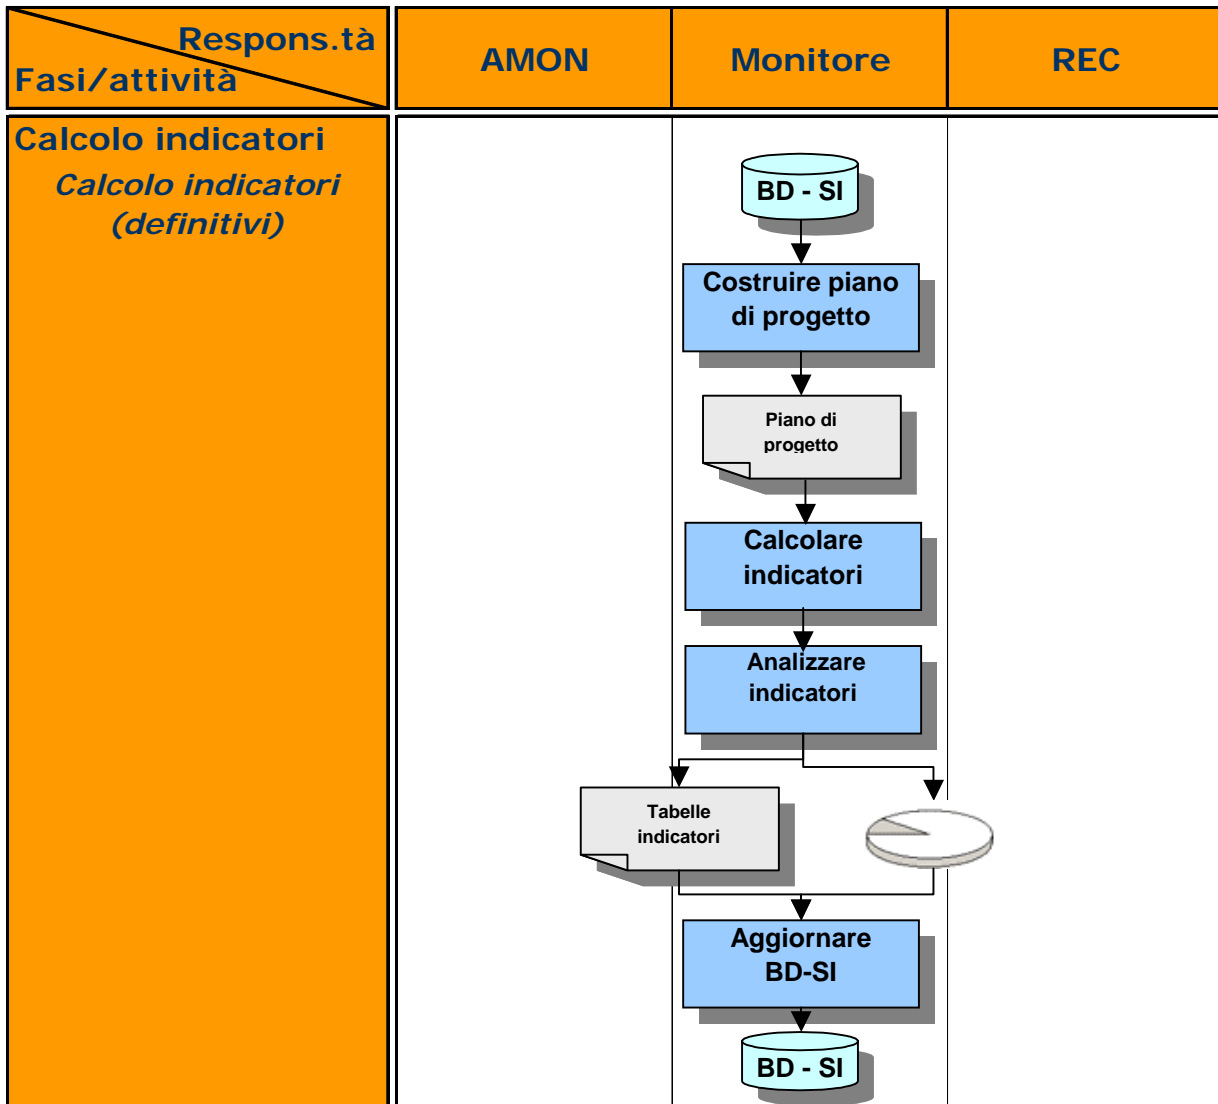 Respons.tà
Fasi/attività
AMON
Monitore
REC
Calcolo indicatori
Calcolo indicatori
(definitivi)
BD - SI
Costruire piano
di progetto
Piano di
progetto
Calcolare
indicatori
Analizzare
indicatori
Tabelle
indicatori
Aggiornare
BD-SI
BD - SI